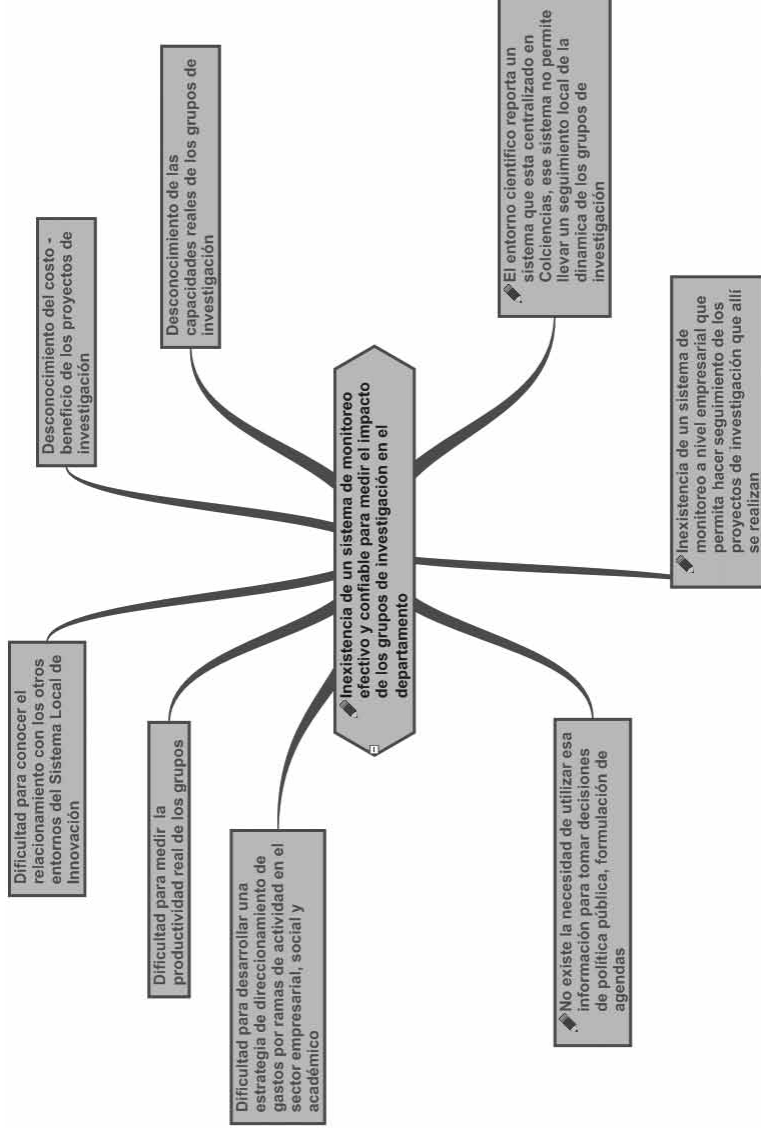 Dificultad para conocer el
relacionamiento con los otros
entornos del Sistema Local de
Innovación
Desconocimiento del costo -
beneficio de los proyectos de
investigación
Dificultad para medir la
productividad real de los grupos
Desconocimiento de las
capacidades reales de los grupos de
investigación
Dificultad para desarrollar una
estrategia de direccionamiento de
gastos por ramas de actividad en el
sector empresarial, social y
académico
Inexistencia de un sistema de monitoreo
efectivo y confiable para medir el impacto
de los grupos de investigación en el
departamento
No existe la necesidad de utilizar esa
información para tomar decisiones
de política pública, formulación de
agendas
Inexistencia de un sistema de
monitoreo a nivel empresarial que
permita hacer seguimiento de los
proyectos de investigación que allí
se realizan
El entorno cientifico reporta un
sistema que esta centralizado en
Colciencias, ese sistema no permite
llevar un seguimiento local de la
dinamica de los grupos de
investigación